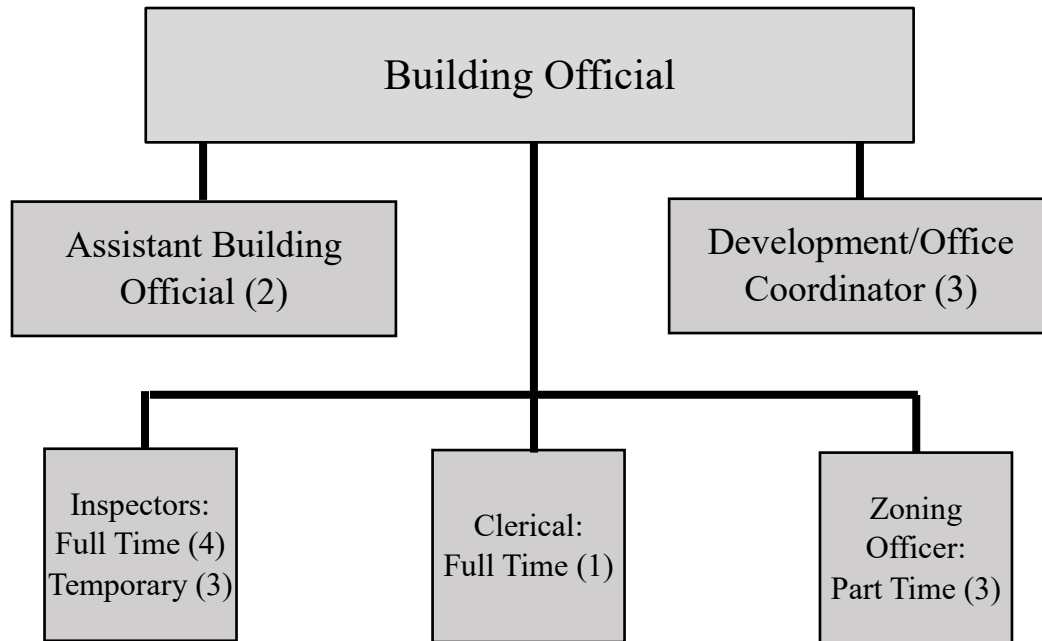 Building Official
Assistant Building
Official (2)
Development/Office
Coordinator (3)
Inspectors:
Full Time (4)
Temporary (3)
Clerical:
Full Time (1)
Zoning
Officer:
Part Time (3)